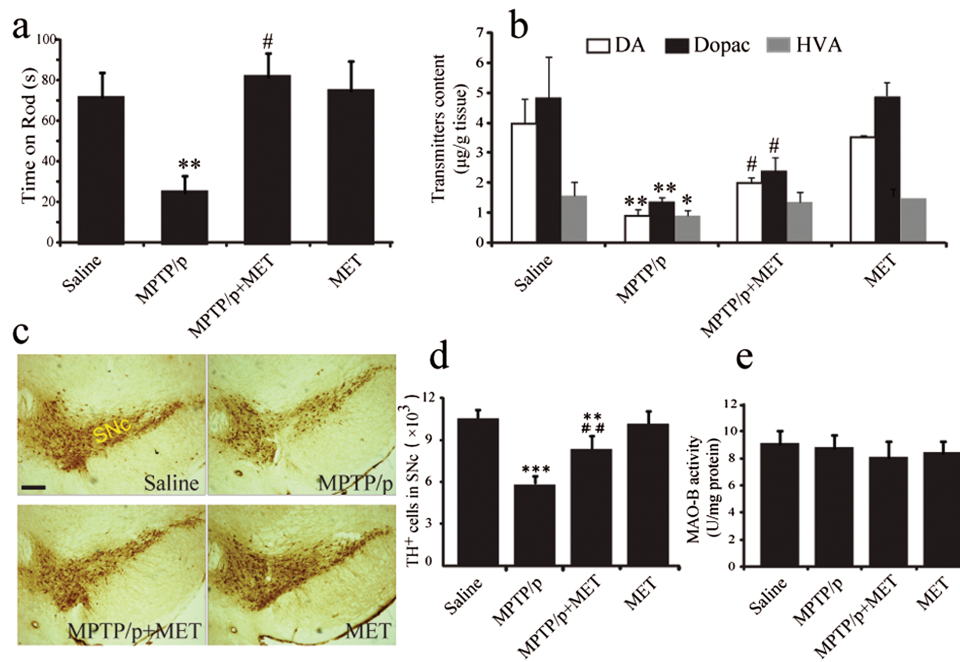 a
Time on Rod (s)
100
80
60
40
20
0
**
#
Saline
MPTP/p
MPTP/p+MET
MET
b
Transmitters content
(µg/g tissue)
7
6
5
4
3
2
1
0
DA Dopac HVA
** ** *
# #
Saline
MPTP/p
MPTP/p+MET
MET
c
SNc
Saline
MPTP/p
MPTP/p+MET
MET
d
TH⁺ cells in SNc (×10³)
12
9
6
3
0
***
**
##
Saline
MPTP/p
MPTP/p+MET
MET
e
MAO-B activity
(U/mg protein)
12
10
8
6
4
2
0
Saline
MPTP/p
MPTP/p+MET
MET